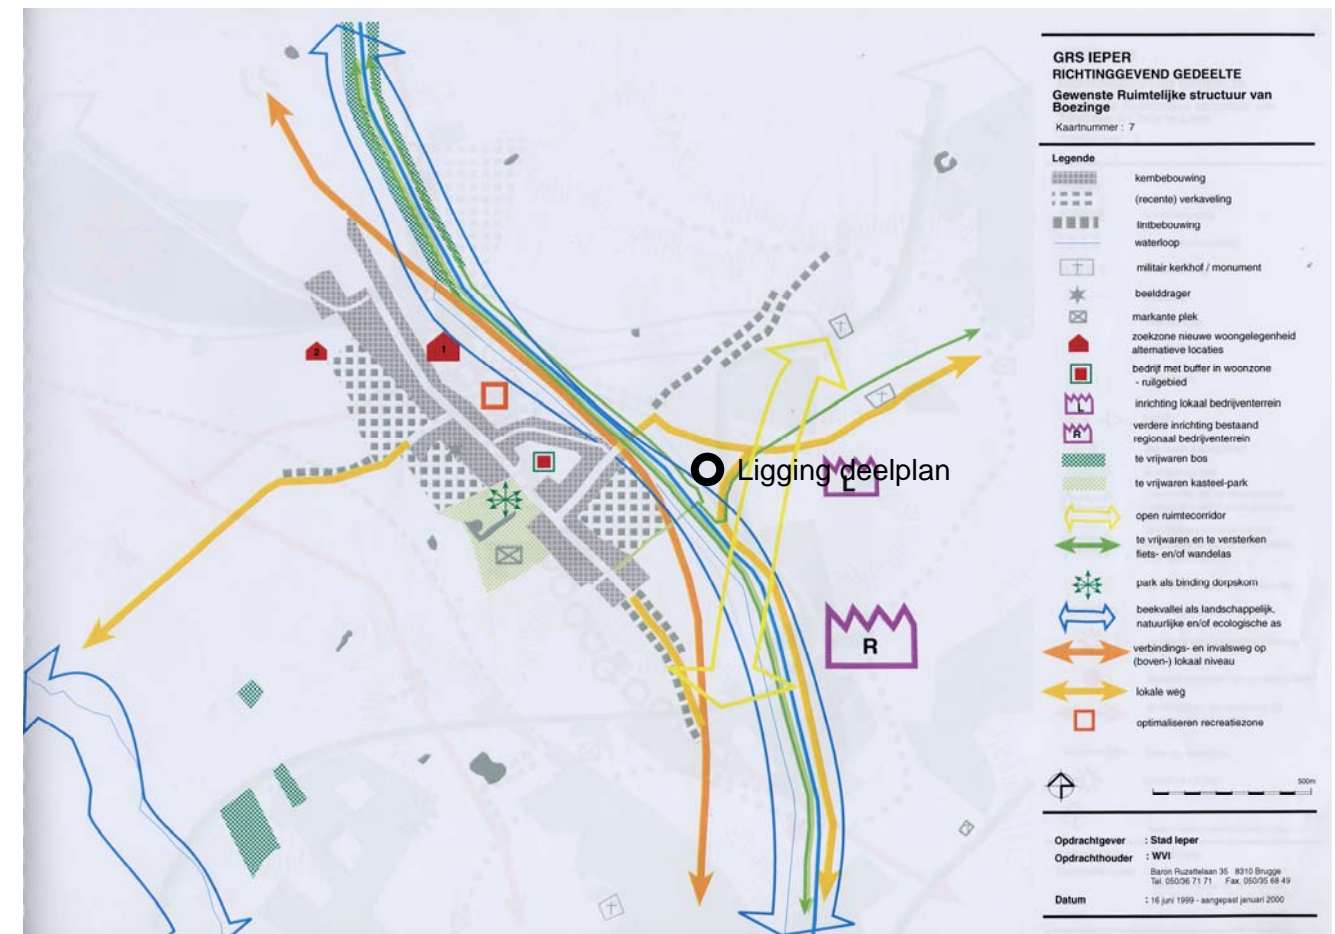 GRS IEPER
RICHTINGGEVEND GEDEELTE
Gewenste Ruimtelijke structuur van
Boezinge
Kaartnummer : 7
Legende
kernbebouwing
(recente) verkaveling
lintbebouwing
waterloop
militair kerkhof / monument
beelddrager
markante plek
zoekzone nieuwe woongelegenheid
alternatieve locaties
bedrijf met buffer in woonzone
- ruilgebied
L inrichting lokaal bedrijventerrein
R verdere inrichting bestaand
regionaal bedrijventerrein
te vrijwaren bos
te vrijwaren kasteel-park
open ruimtecorridor
te vrijwaren en te versterken
fiets- en/of wandelas
park als binding dorpskom
beekvallei als landschappelijk,
natuurlijke en/of ecologische as
verbindings- en invalsweg op
(boven-) lokaal niveau
lokale weg
optimaliseren recreatiezone
500m
Opdrachtgever : Stad Ieper
Opdrachthouder : WVI
Baron Ruzettelaan 35 8310 Brugge
Tel. 050/36 71 71 Fax. 050/35 68 49
Datum : 16 juni 1999 - aangepast januari 2000
2
1
Ligging deelplan
L
R